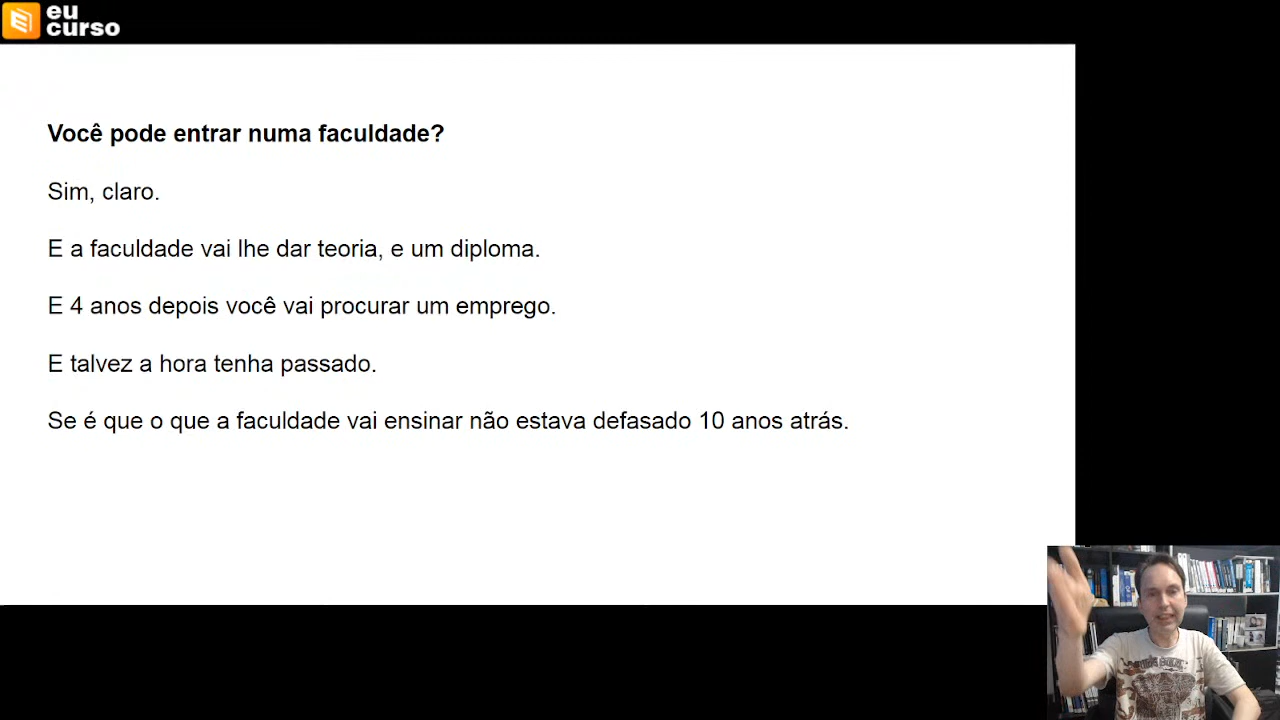 eu
curso
Você pode entrar numa faculdade?
Sim, claro.
E a faculdade vai lhe dar teoria, e um diploma.
E 4 anos depois você vai procurar um emprego.
E talvez a hora tenha passado.
Se é que o que a faculdade vai ensinar não estava defasado 10 anos atrás.